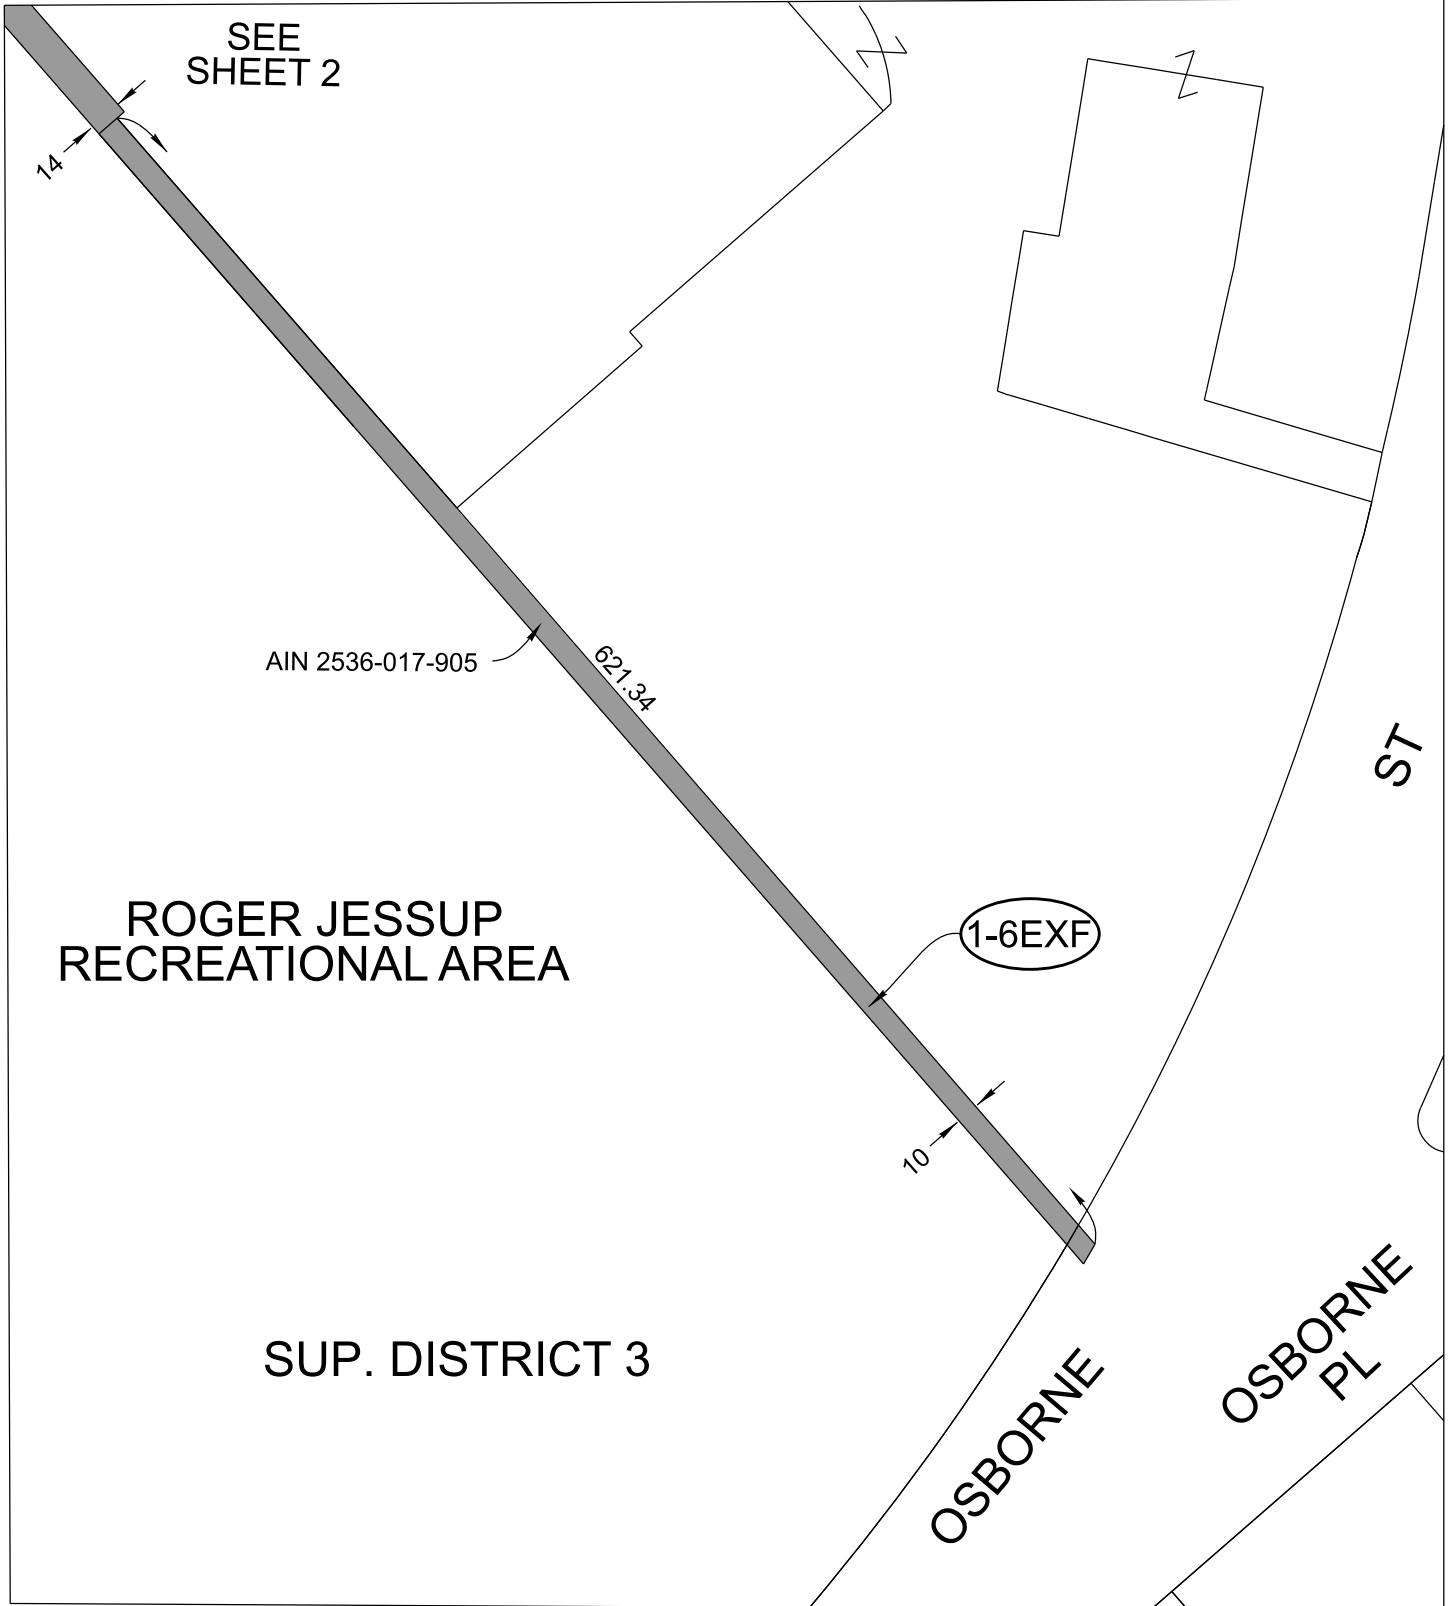 SEE
SHEET 2
14
AIN 2536-017-905
621.34
ST
ROGER JESSUP
RECREATIONAL AREA
1-6EXF
10
SUP. DISTRICT 3
OSBORNE
OSBORNE
PL